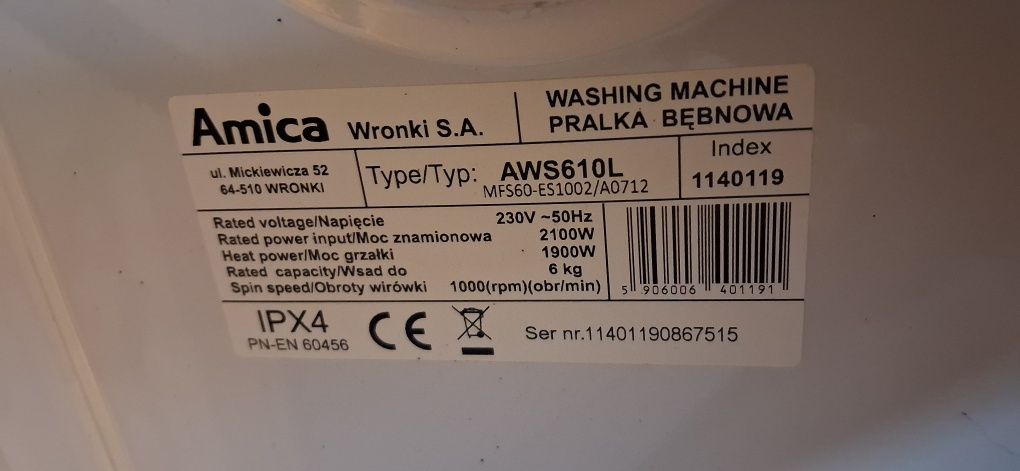 Amica Wronki S.A.
WASHING MACHINE
PRALKA BĘBNOWA
ul. Mickiewicza 52
64-510 WRONKI
Type/Typ: AWS610L
MFS60-ES1002/A0712
Index
1140119
Rated voltage/Napięcie 230V ~50Hz
Rated power input/Moc znamionowa 2100W
Heat power/Moc grzałki 1900W
Rated capacity/Wsad do 6 kg
Spin speed/Obroty wirówki 1000(rpm)(obr/min)
5 906006 401191
IPX4
PN-EN 60456
CE
Ser nr.11401190867515